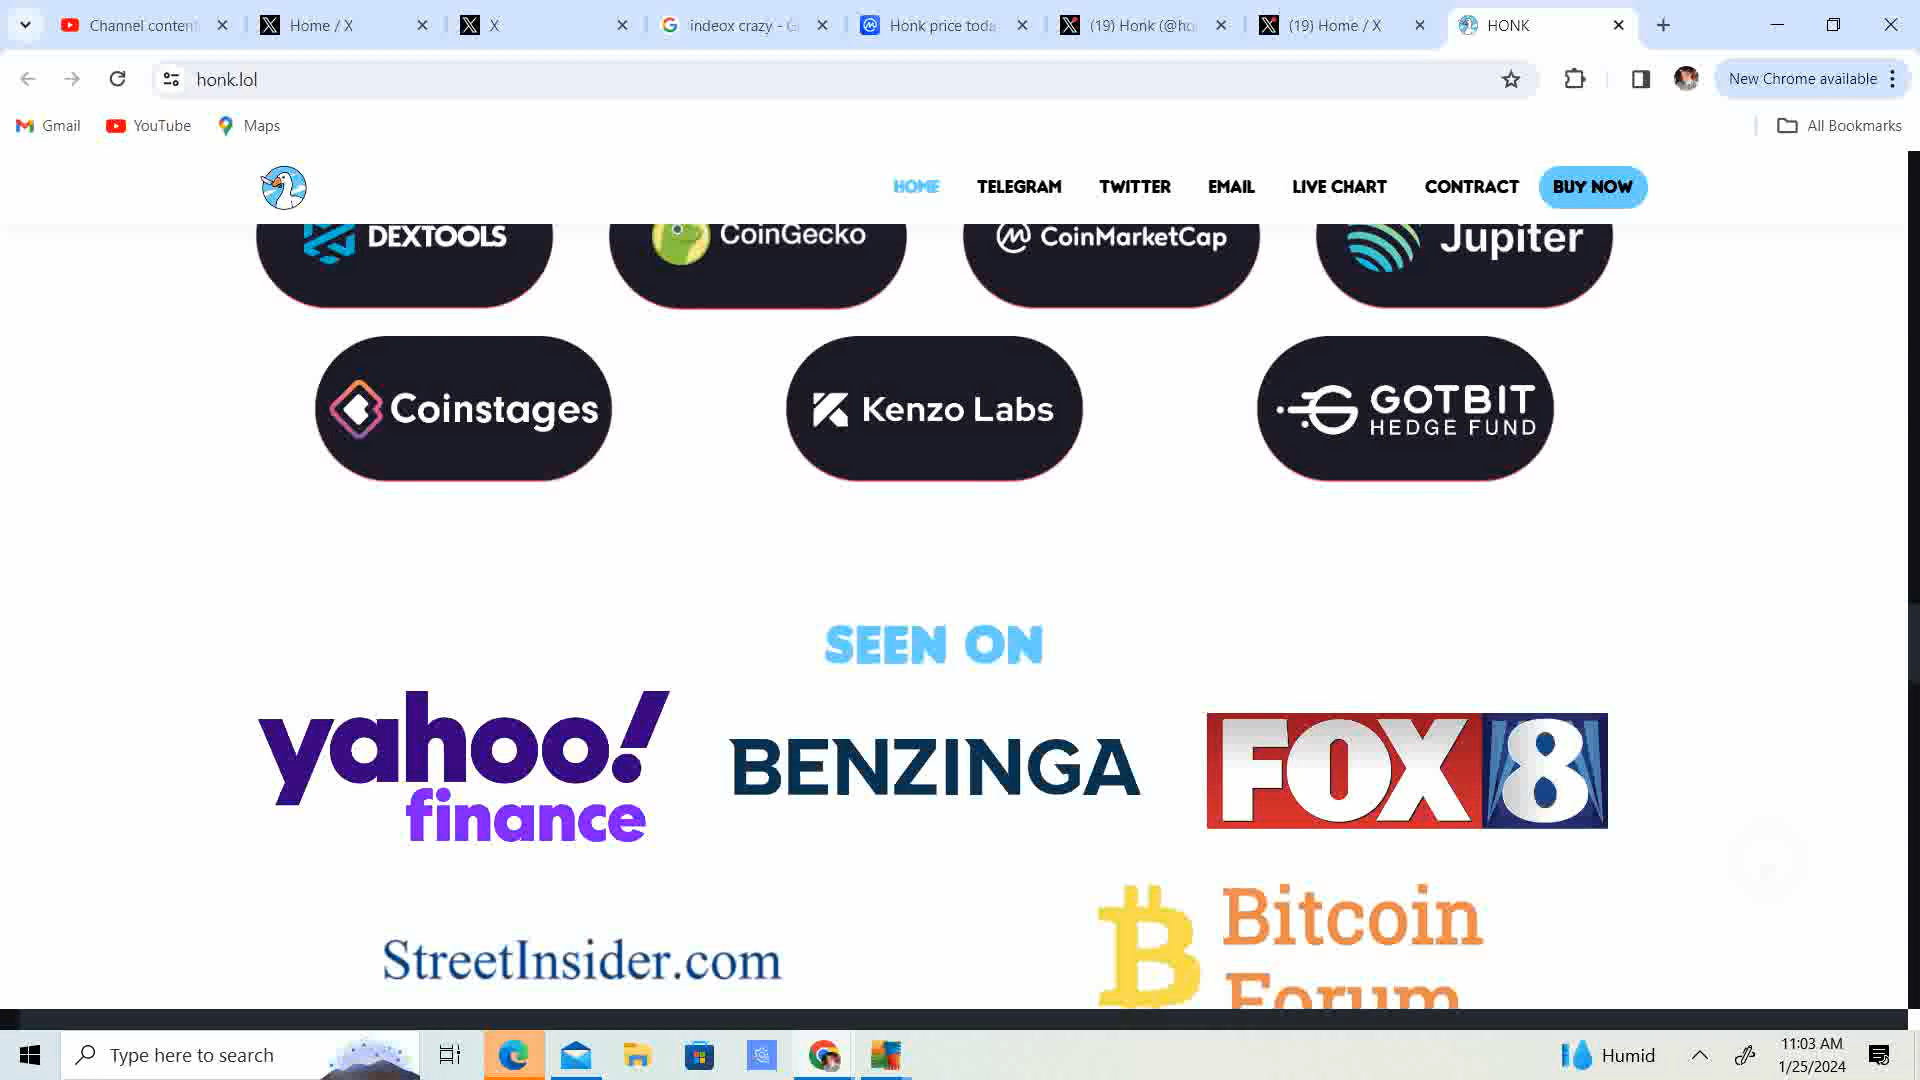 Channel content
Home / X
X
indeox crazy - G
Honk price toda
(19) Honk (@ho
(19) Home / X
HONK
honk.lol
New Chrome available
Gmail
YouTube
Maps
All Bookmarks
HOME
TELEGRAM
TWITTER
EMAIL
LIVE CHART
CONTRACT
BUY NOW
DEXTOOLS
CoinGecko
CoinMarketCap
Jupiter
Coinstages
Kenzo Labs
GOTBIT
HEDGE FUND
SEEN ON
yahoo!
finance
BENZINGA
FOX 8
StreetInsider.com
Bitcoin
Forum
Type here to search
Humid
11:03 AM
1/25/2024